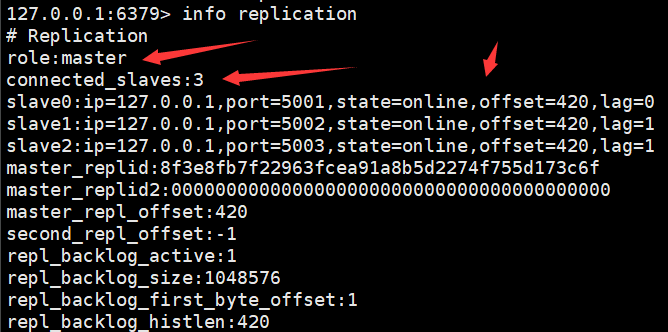 127.0.0.1:6379> info replication
# Replication
role:master
connected_slaves:3
slave0:ip=127.0.0.1,port=5001,state=online,offset=420,lag=0
slave1:ip=127.0.0.1,port=5002,state=online,offset=420,lag=1
slave2:ip=127.0.0.1,port=5003,state=online,offset=420,lag=1
master_replid:8f3e8fb7f22963fcea91a8b5d2274f755d173c6f
master_replid2:0000000000000000000000000000000000000000
master_repl_offset:420
second_repl_offset:-1
repl_backlog_active:1
repl_backlog_size:1048576
repl_backlog_first_byte_offset:1
repl_backlog_histlen:420